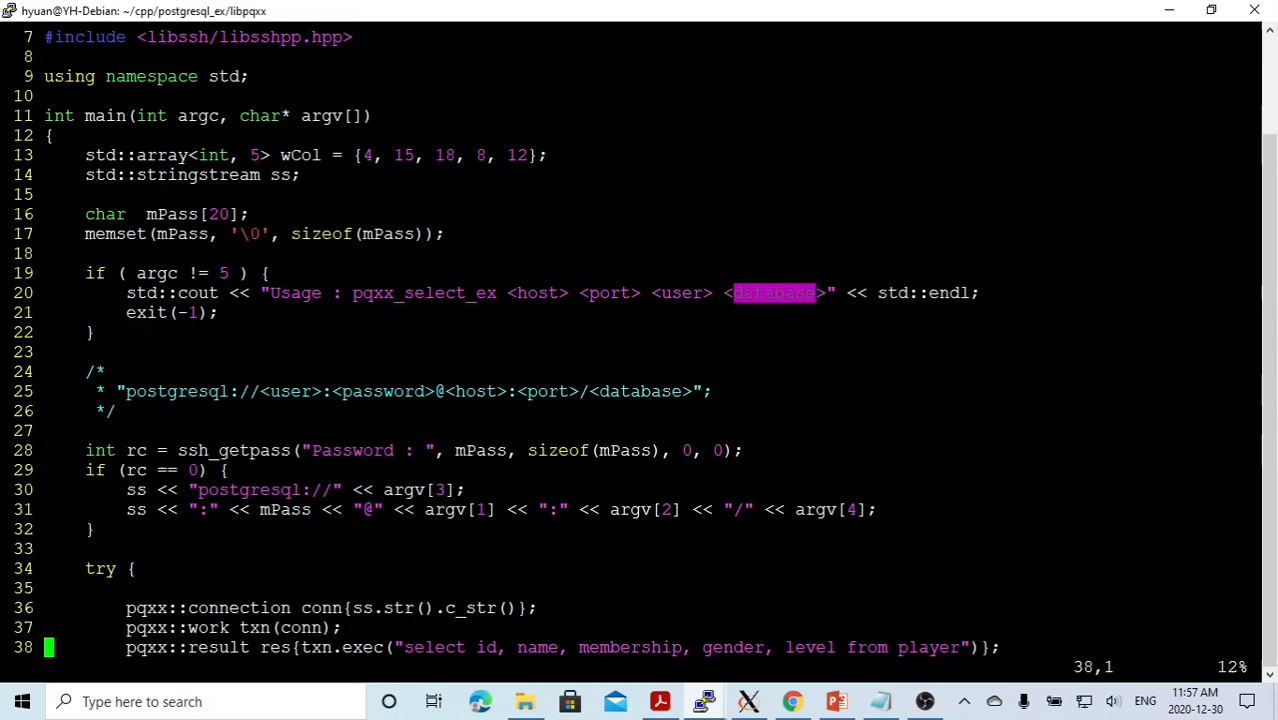 hyuan@YH-Debian: ~/cpp/postgresql_ex/libpqxx
7 #include <libssh/libsshpp.hpp>
8
9 using namespace std;
10
11 int main(int argc, char* argv[])
12 {
13     std::array<int, 5> wCol = {4, 15, 18, 8, 12};
14     std::stringstream ss;
15
16     char  mPass[20];
17     memset(mPass, '\0', sizeof(mPass));
18
19     if ( argc != 5 ) {
20         std::cout << "Usage : pqxx_select_ex <host> <port> <user> <database>" << std::endl;
21         exit(-1);
22     }
23
24     /*
25      * "postgresql://<user>:<password>@<host>:<port>/<database>";
26      */
27
28     int rc = ssh_getpass("Password : ", mPass, sizeof(mPass), 0, 0);
29     if (rc == 0) {
30         ss << "postgresql://" << argv[3];
31         ss << ":" << mPass << "@" << argv[1] << ":" << argv[2] << "/" << argv[4];
32     }
33
34     try {
35
36         pqxx::connection conn{ss.str().c_str()};
37         pqxx::work txn(conn);
38         pqxx::result res{txn.exec("select id, name, membership, gender, level from player")};
38,1 12%
Type here to search
ENG
11:57 AM
2020-12-30